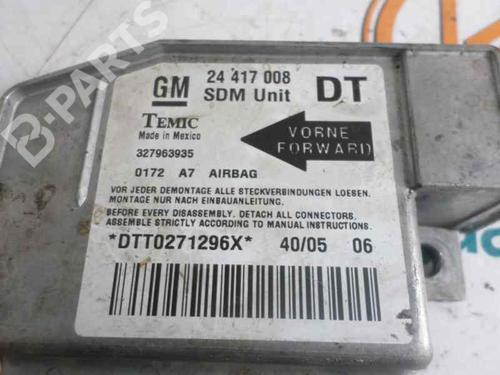 B-PARTS
GM 24 417 008 DT
SDM Unit
TEMIC
Made in Mexico
VORNE
FORWARD
327963935
0172 A7 AIRBAG
VOR JEDER DEMONTAGE ALLE STECKVERBINDUNGEN LOESEN.
MONTAGE NUR NACH EINBAUANLEITUNG.
BEFORE EVERY DISASSEMBLY. DETACH ALL CONNECTORS.
ASSEMBLE STRICTLY ACCORDING TO MANUAL INSTRUCTIONS.
*DTT0271296X* 40/05 06